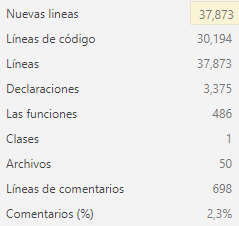 Nuevas lineas 37,873
Líneas de código 30,194
Líneas 37,873
Declaraciones 3,375
Las funciones 486
Clases 1
Archivos 50
Líneas de comentarios 698
Comentarios (%) 2,3%